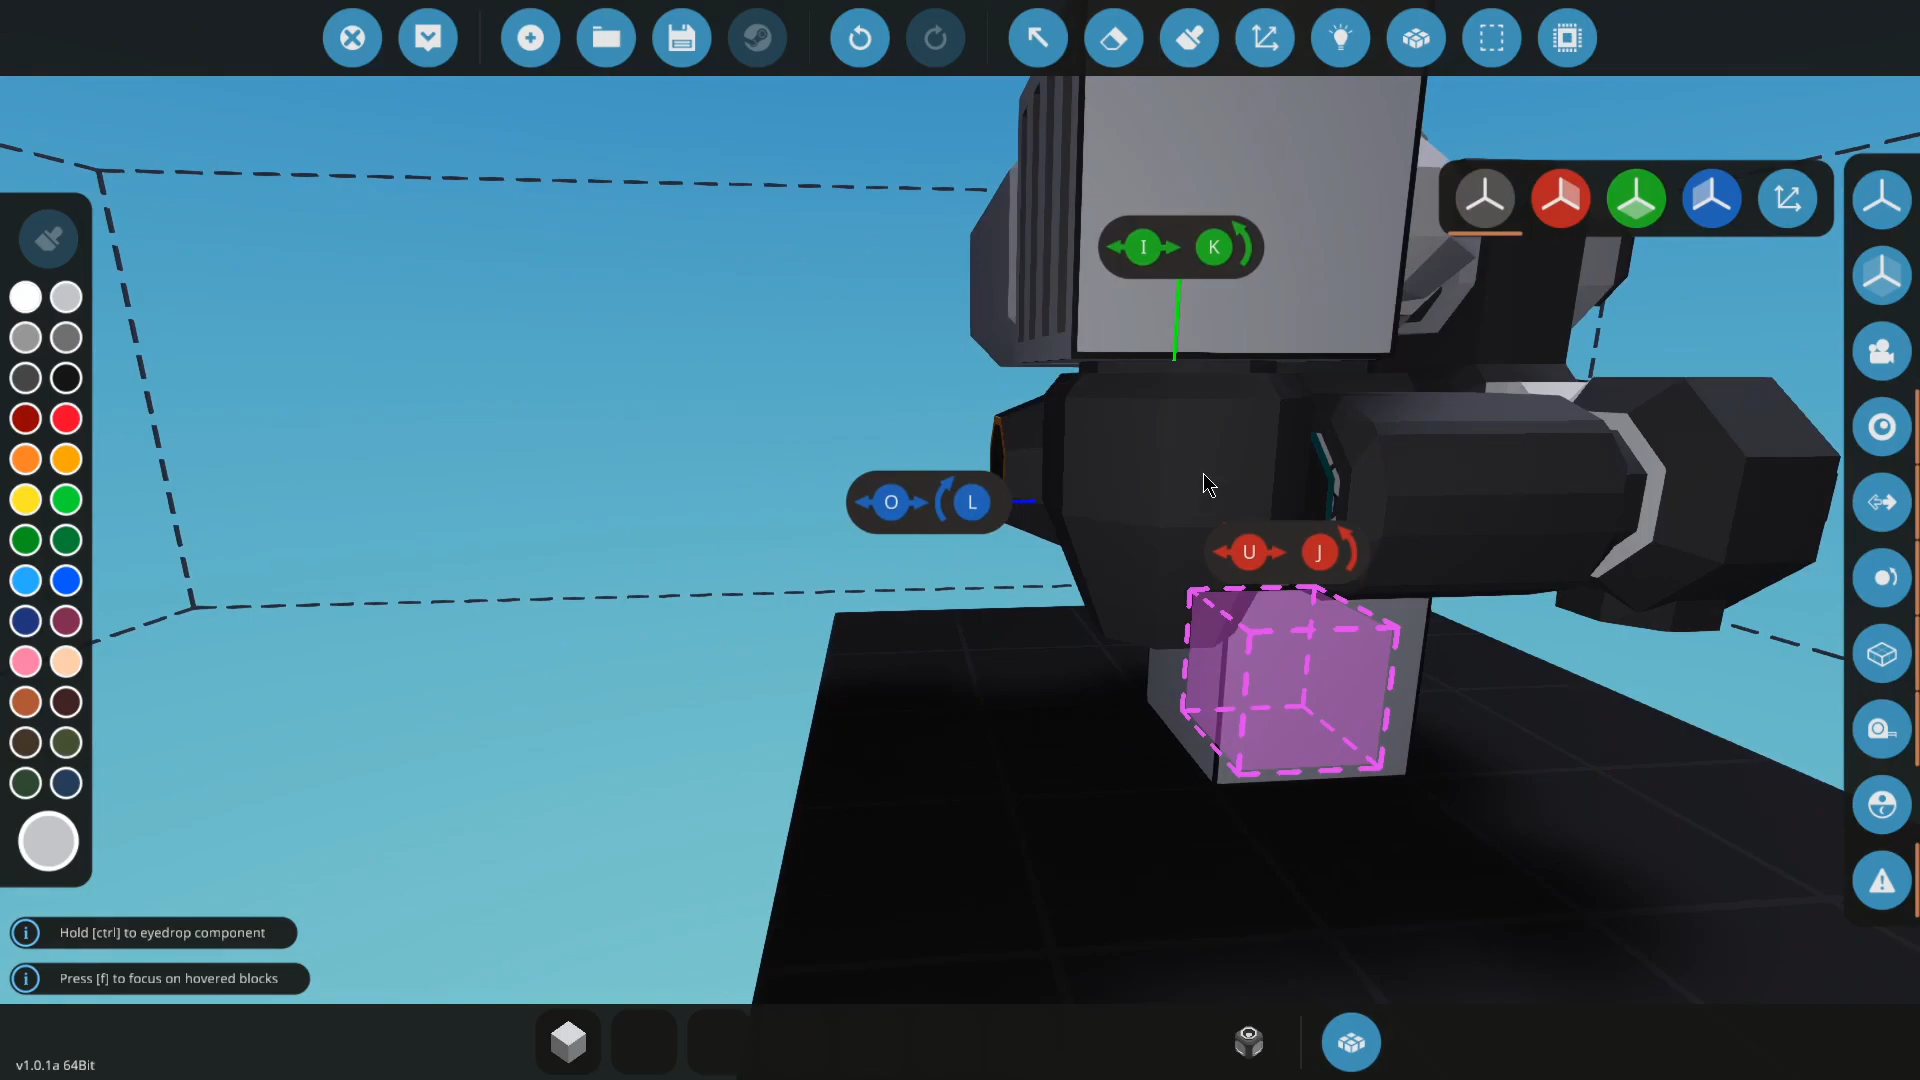 I K
O L
U J
Hold [ctrl] to eyedrop component
Press [f] to focus on hovered blocks
v1.0.1a 64Bit